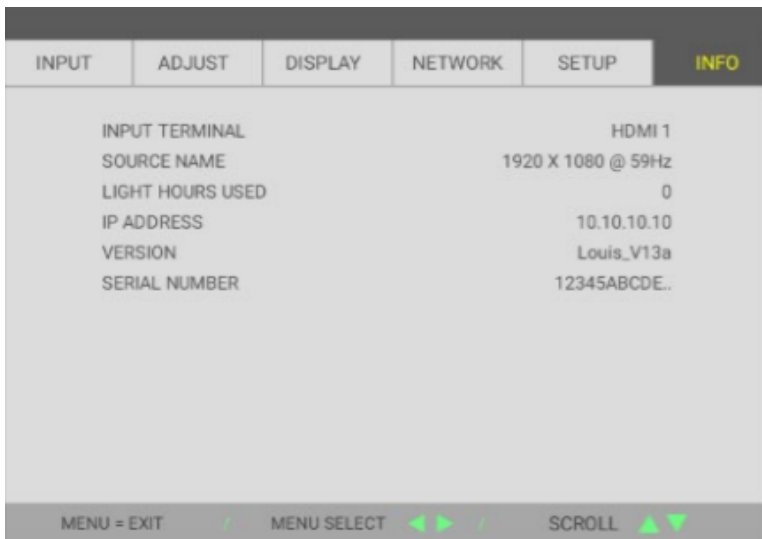 INPUT ADJUST DISPLAY NETWORK SETUP INFO
INPUT TERMINAL HDMI 1
SOURCE NAME 1920 X 1080 @ 59Hz
LIGHT HOURS USED 0
IP ADDRESS 10.10.10.10
VERSION Louis_V13a
SERIAL NUMBER 12345ABCDE..
MENU = EXIT / MENU SELECT ◀ ▶ / SCROLL ▲ ▼